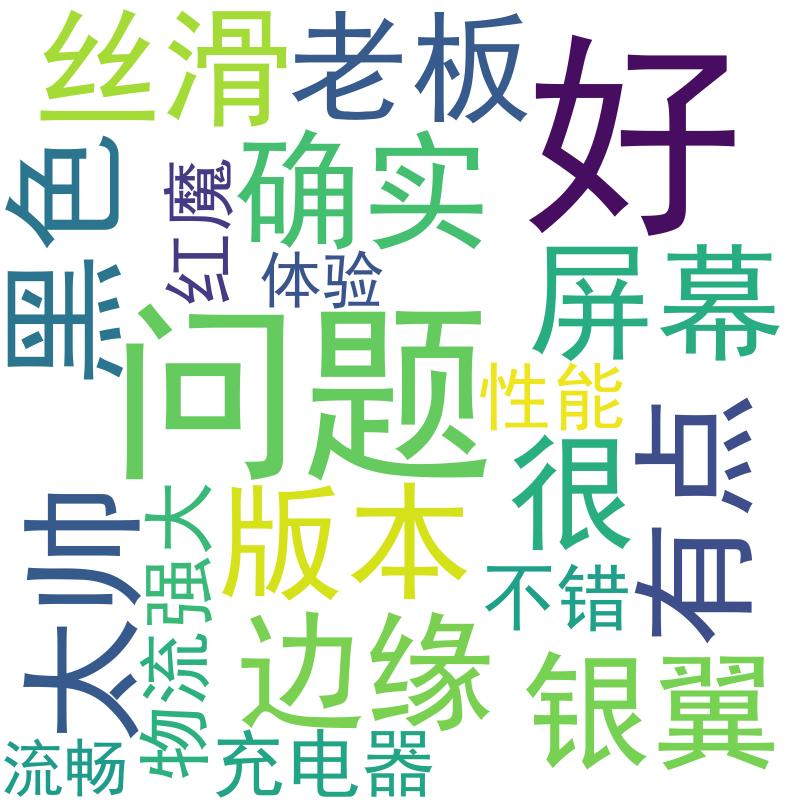 丝滑
老板
好
黑色
红魔
确实
体验
屏幕
问题
性能
很
有点
太帅
强大
版本
不错
物流
边缘
银翼
流畅
充电器